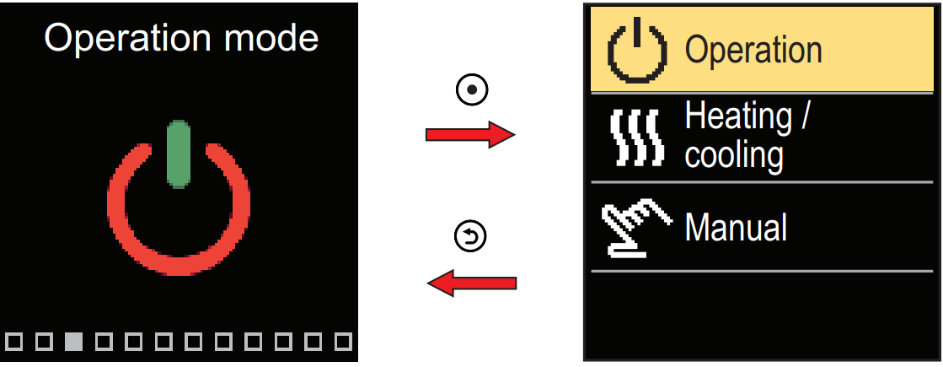 Operation mode
Operation
Heating /
cooling
Manual